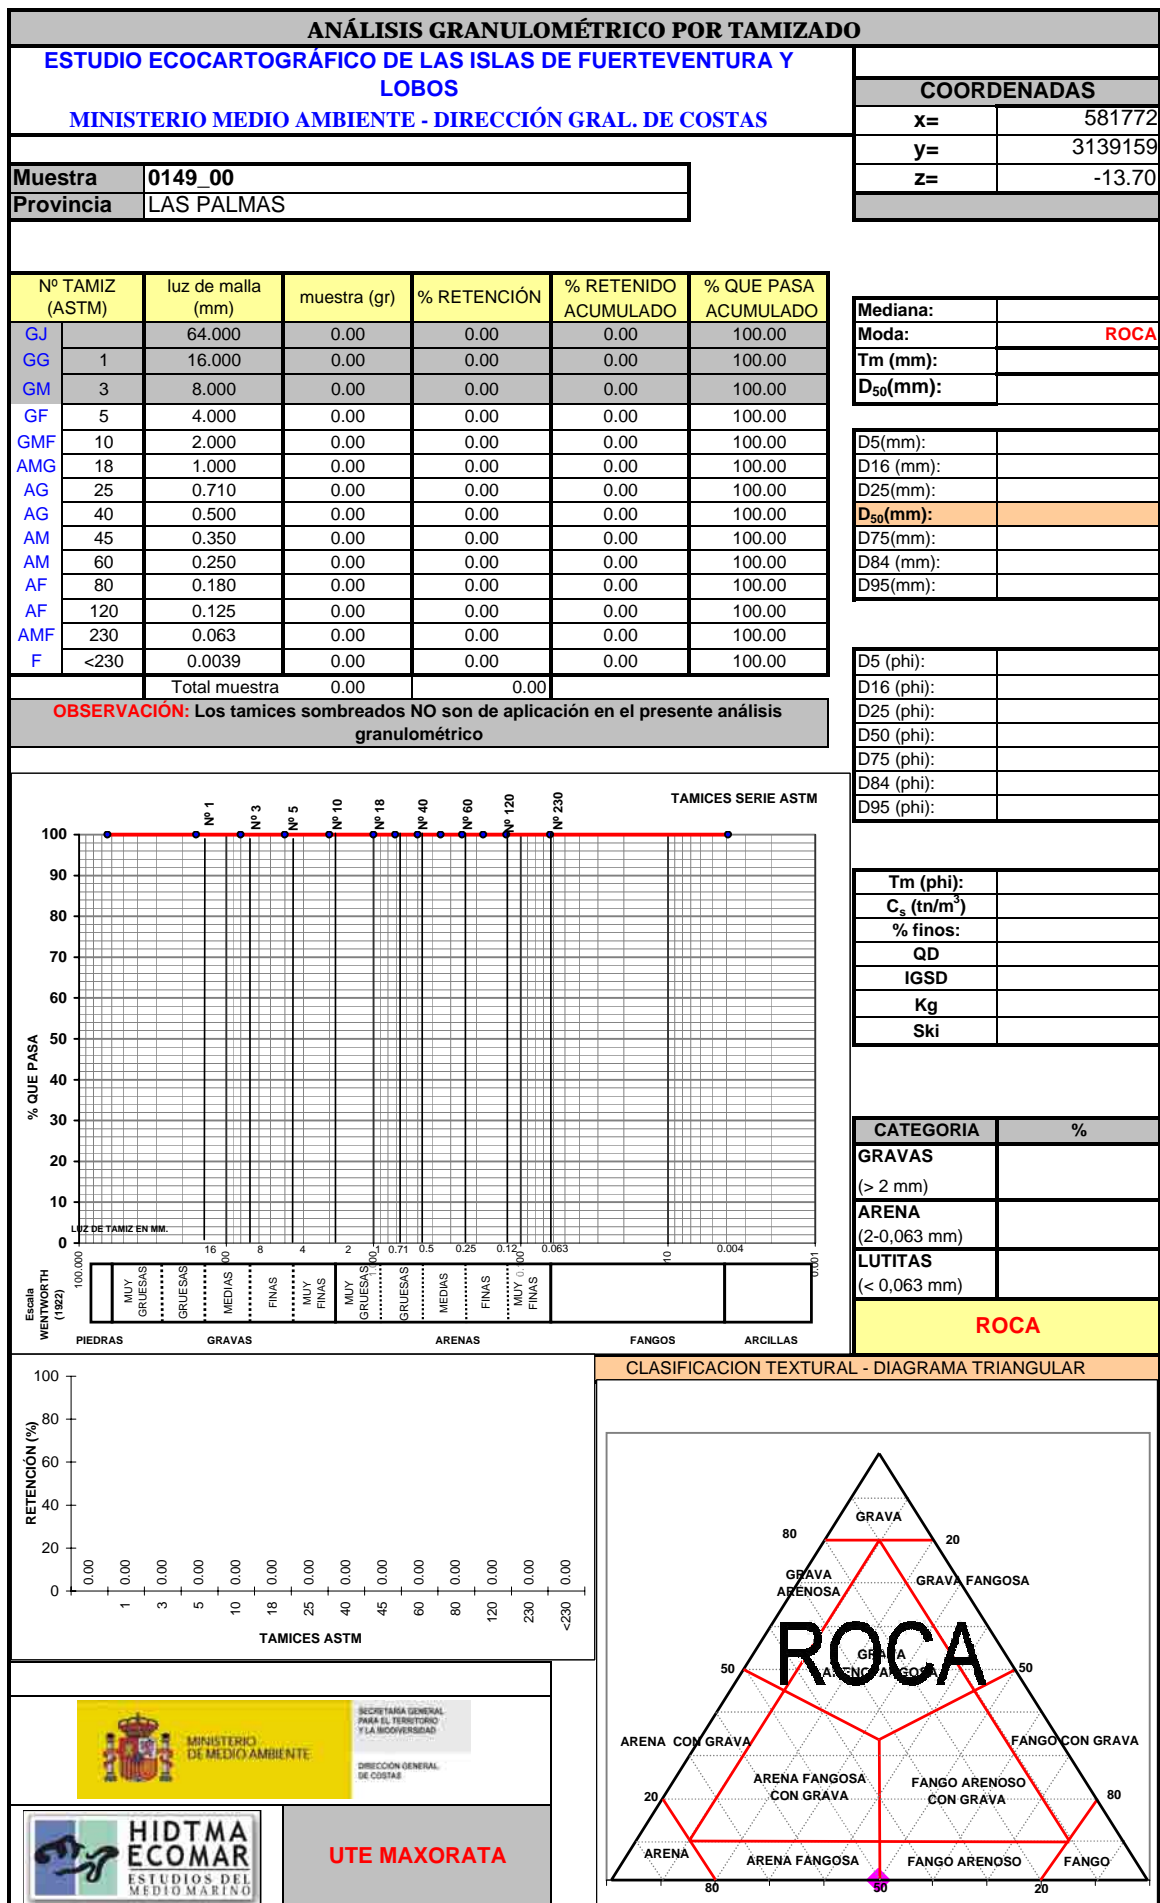 ANÁLISIS GRANULOMÉTRICO POR TAMIZADO
ESTUDIO ECOCARTOGRÁFICO DE LAS ISLAS DE FUERTEVENTURA Y
LOBOS
MINISTERIO MEDIO AMBIENTE - DIRECCIÓN GRAL. DE COSTAS
COORDENADAS
x= 581772
y= 3139159
z= -13.70
Muestra 0149_00
Provincia LAS PALMAS
Nº TAMIZ (ASTM) luz de malla (mm) muestra (gr) % RETENCIÓN % RETENIDO ACUMULADO % QUE PASA ACUMULADO
GJ 64.000 0.00 0.00 0.00 100.00
GG 1 16.000 0.00 0.00 0.00 100.00
GM 3 8.000 0.00 0.00 0.00 100.00
GF 5 4.000 0.00 0.00 0.00 100.00
GMF 10 2.000 0.00 0.00 0.00 100.00
AMG 18 1.000 0.00 0.00 0.00 100.00
AG 25 0.710 0.00 0.00 0.00 100.00
AG 40 0.500 0.00 0.00 0.00 100.00
AM 45 0.350 0.00 0.00 0.00 100.00
AM 60 0.250 0.00 0.00 0.00 100.00
AF 80 0.180 0.00 0.00 0.00 100.00
AF 120 0.125 0.00 0.00 0.00 100.00
AMF 230 0.063 0.00 0.00 0.00 100.00
F <230 0.0039 0.00 0.00 0.00 100.00
Total muestra 0.00 0.00
OBSERVACIÓN: Los tamices sombreados NO son de aplicación en el presente análisis
granulométrico
Mediana:
Moda: ROCA
Tm (mm):
D50(mm):
D5(mm):
D16 (mm):
D25(mm):
D50(mm):
D75(mm):
D84 (mm):
D95(mm):
D5 (phi):
D16 (phi):
D25 (phi):
D50 (phi):
D75 (phi):
D84 (phi):
D95 (phi):
Tm (phi):
Cs (tn/m3)
% finos:
QD
IGSD
Kg
Ski
CATEGORIA %
GRAVAS
(> 2 mm)
ARENA
(2-0,063 mm)
LUTITAS
(< 0,063 mm)
ROCA
TAMICES SERIE ASTM
Nº 1 Nº 3 Nº 5 Nº 10 Nº 18 Nº 40 Nº 60 Nº 120 Nº 230
% QUE PASA
100
90
80
70
60
50
40
30
20
10
0
LUZ DE TAMIZ EN MM.
16 8 4 2 1 0.71 0.5 0.25 0.12 0.063 0.004
100.000 10 0.001
Escala WENTWORTH (1922)
MUY GRUESAS GRUESAS MEDIAS FINAS MUY FINAS MUY GRUESAS GRUESAS MEDIAS FINAS MUY FINAS
PIEDRAS GRAVAS ARENAS FANGOS ARCILLAS
RETENCIÓN (%)
100
80
60
40
20
0
0.00 0.00 0.00 0.00 0.00 0.00 0.00 0.00 0.00 0.00 0.00 0.00 0.00 0.00
1 3 5 10 18 25 40 45 60 80 120 230 <230
TAMICES ASTM
CLASIFICACION TEXTURAL - DIAGRAMA TRIANGULAR
GRAVA
80 20
GRAVA
ARENOSA
GRAVA FANGOSA
ROCA
GRAVA
ARENOFANGOSA
50 50
ARENA CON GRAVA
FANGO CON GRAVA
ARENA FANGOSA
CON GRAVA
FANGO ARENOSO
CON GRAVA
20 80
ARENA
ARENA FANGOSA
FANGO ARENOSO
FANGO
80 50 20
MINISTERIO
DE MEDIO AMBIENTE
SECRETARÍA GENERAL
PARA EL TERRITORIO
Y LA BIODIVERSIDAD
DIRECCIÓN GENERAL
DE COSTAS
HIDTMA
ECOMAR
ESTUDIOS DEL
MEDIO MARINO
UTE MAXORATA